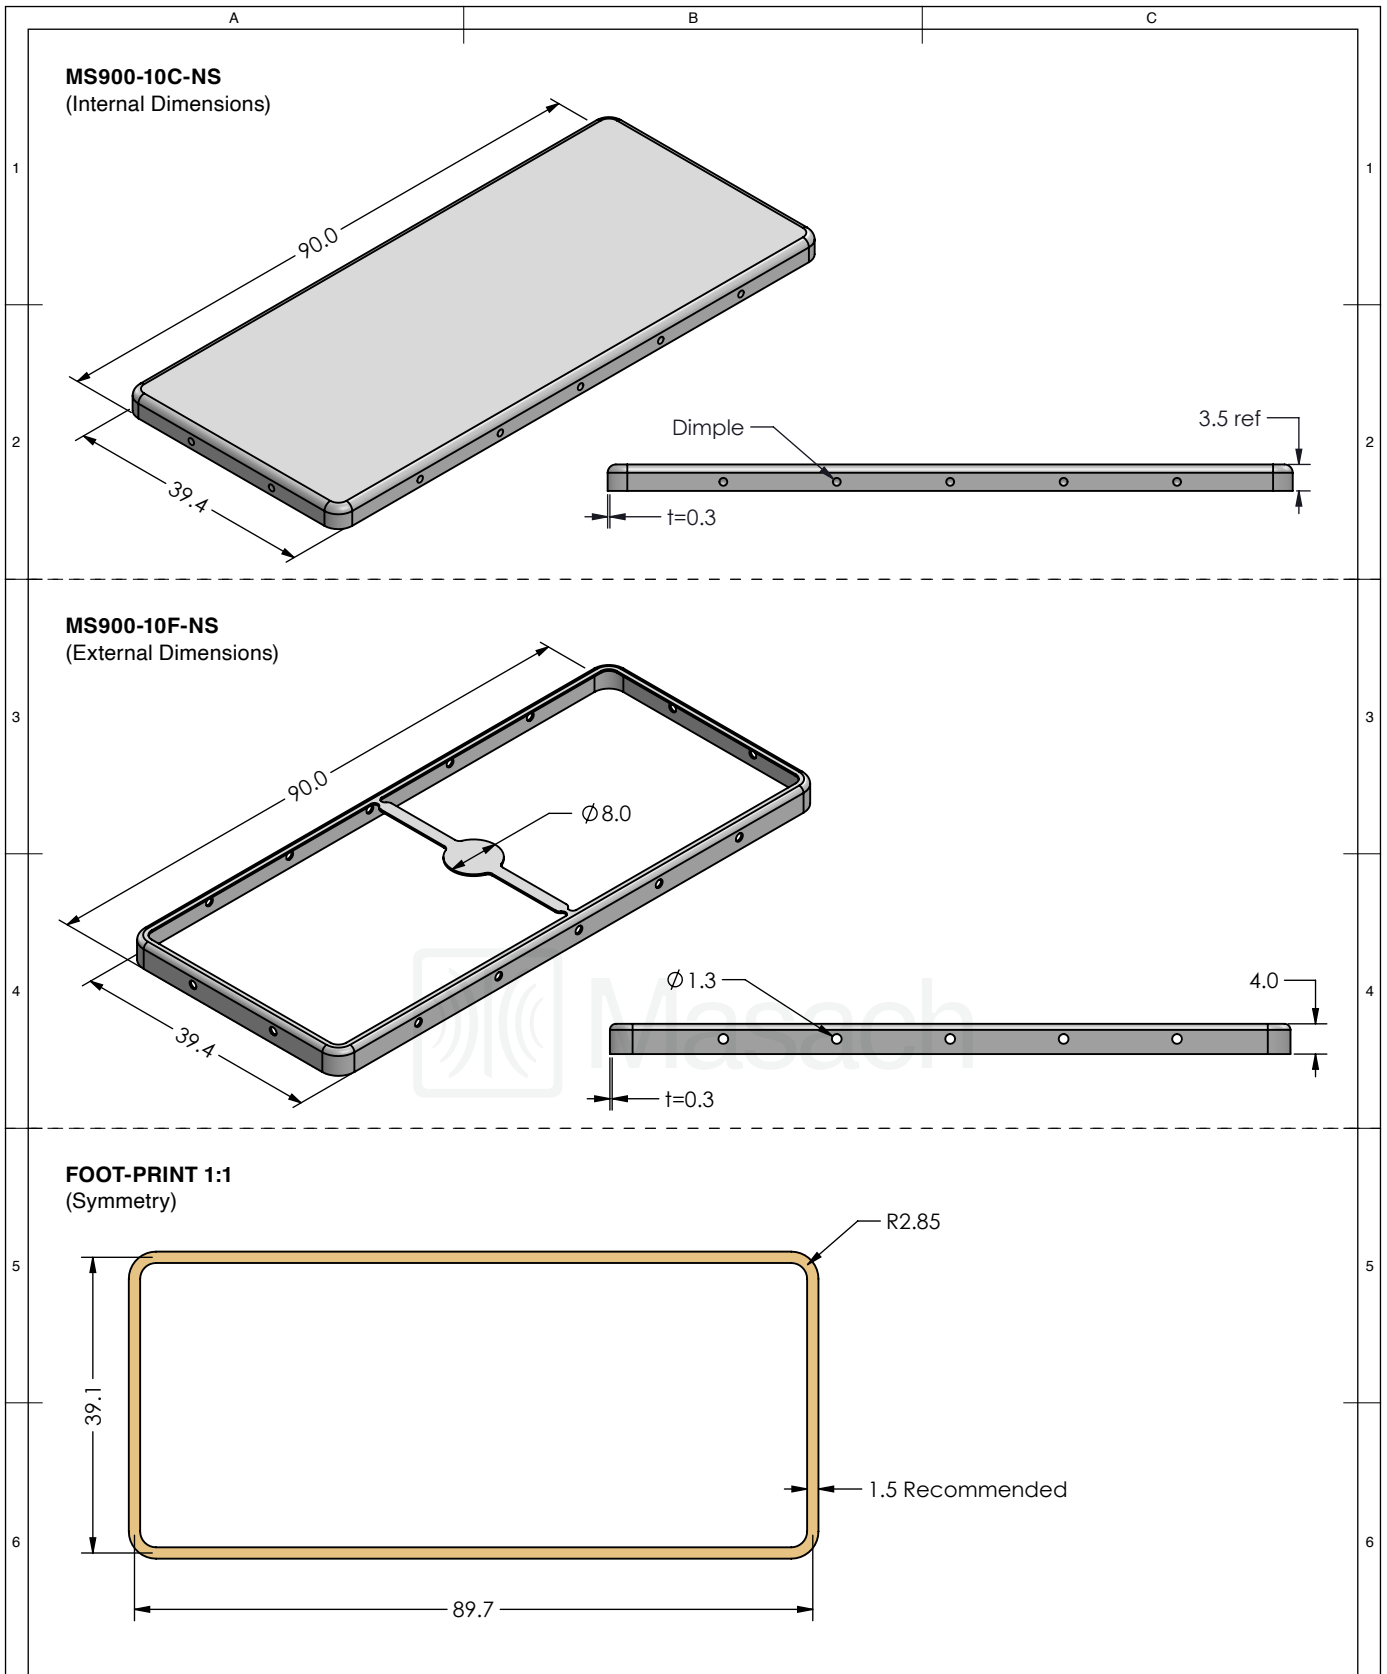 A B C
MS900-10C-NS
(Internal Dimensions)
90.0
1 1
39.4
Dimple
3.5 ref
2 2
t=0.3
MS900-10F-NS
(External Dimensions)
90.0
3 3
Ø8.0
39.4
Ø1.3
4.0
4 4
Masach
t=0.3
FOOT-PRINT 1:1
(Symmetry)
R2.85
5 5
39.1
1.5 Recommended
6 6
89.7